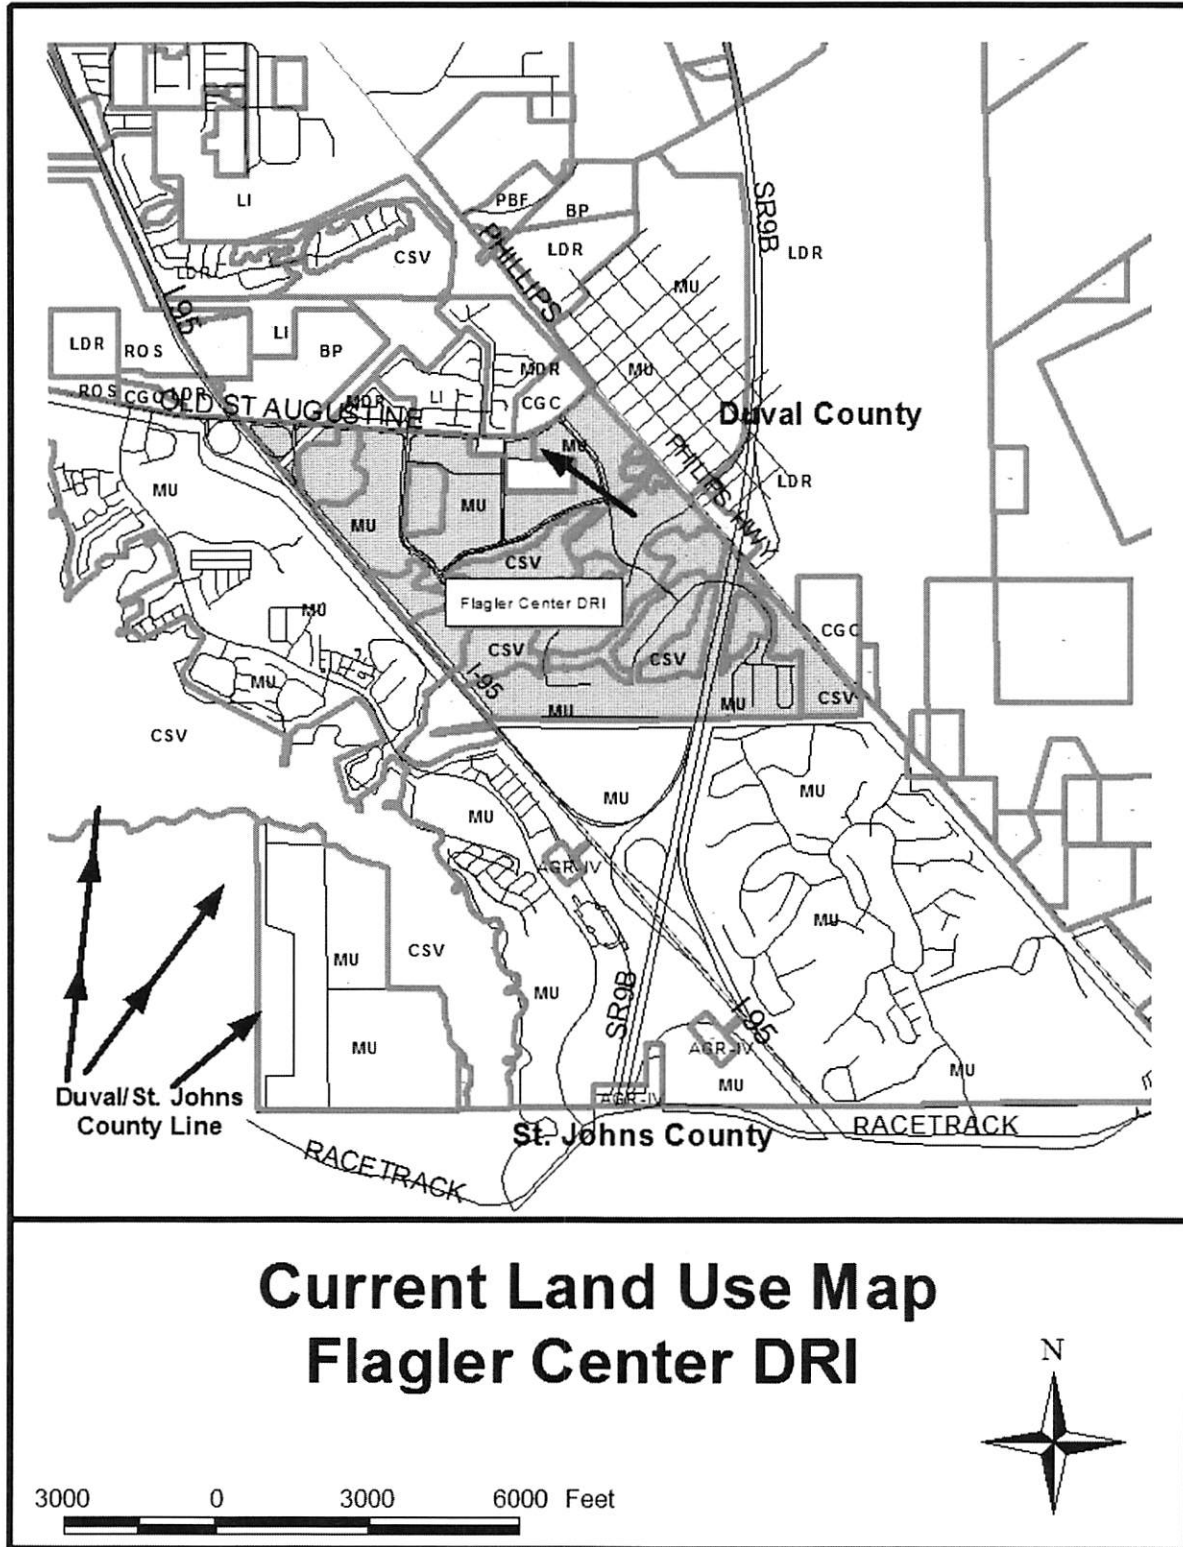 LI
PBF
BP
SR9B
PHILLIPS
LDR
LDR
CSV
LDR
MU
I-95
LI
LDR
ROS
BP
MDR
MU
ROS
CGC
LDR
OLD ST AUGUSTINE
MDR
LI
CGC
Duval County
MU
PHILIPS HWY
LDR
MU
MU
MU
CSV
Flagler Center DRI
MU
CGC
CSV
CSV
MU
I-95
MU
MU
CSV
CSV
MU
MU
MU
AGR-IV
MU
MU
CSV
MU
SR9B
I-95
MU
AGR-IV
MU
MU
Duval/St. Johns
County Line
AGR-IV
St. Johns County
RACETRACK
RACETRACK
Current Land Use Map
Flagler Center DRI
N
3000 0 3000 6000 Feet